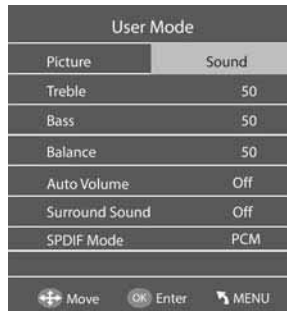 User Mode
Picture Sound
Treble 50
Bass 50
Balance 50
Auto Volume Off
Surround Sound Off
SPDIF Mode PCM
Move OK Enter MENU